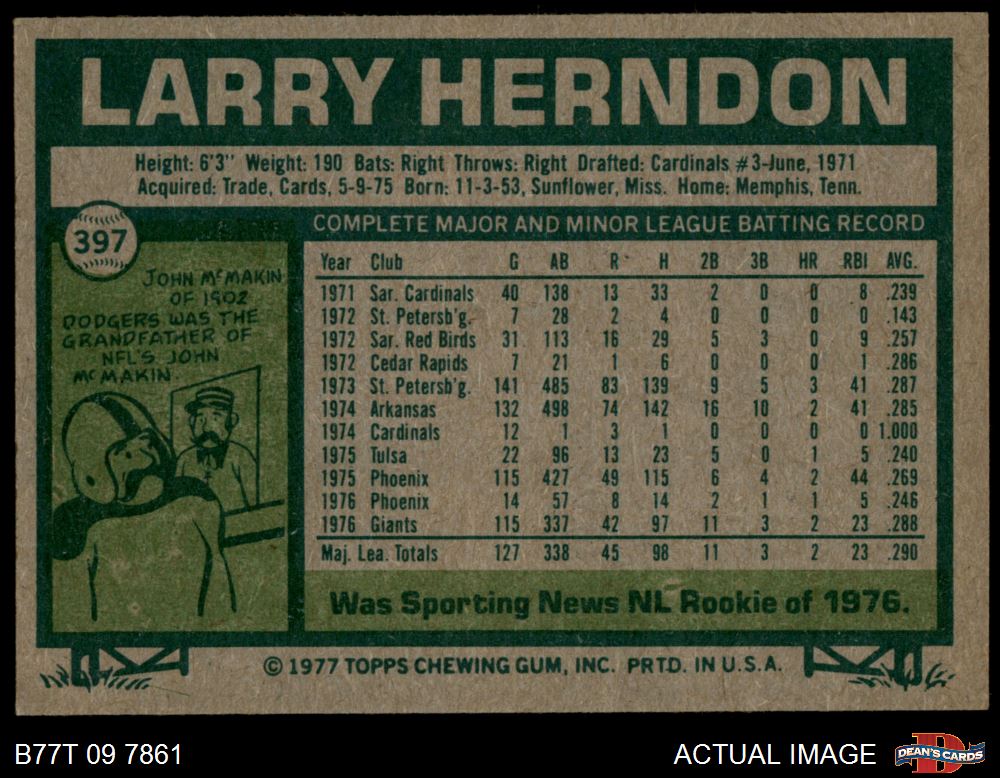 LARRY HERNDON
Height: 6'3" Weight: 190 Bats: Right Throws: Right Drafted: Cardinals #3-June, 1971
Acquired: Trade, Cards, 5-9-75 Born: 11-3-53, Sunflower, Miss. Home: Memphis, Tenn.
397
JOHN McMAKIN
OF 1902
DODGERS WAS THE
GRANDFATHER OF
NFL'S JOHN
McMAKIN.
COMPLETE MAJOR AND MINOR LEAGUE BATTING RECORD
Year Club G AB R H 2B 3B HR RBI AVG.
1971 Sar. Cardinals 40 138 13 33 2 0 0 8 .239
1972 St. Petersb'g. 7 28 2 4 0 0 0 0 .143
1972 Sar. Red Birds 31 113 16 29 5 3 0 9 .257
1972 Cedar Rapids 7 21 1 6 0 0 0 1 .286
1973 St. Petersb'g. 141 485 83 139 9 5 3 41 .287
1974 Arkansas 132 498 74 142 16 10 2 41 .285
1974 Cardinals 12 1 3 1 0 0 0 0 1.000
1975 Tulsa 22 96 13 23 5 0 1 5 .240
1975 Phoenix 115 427 49 115 6 4 2 44 .269
1976 Phoenix 14 57 8 14 2 1 1 5 .246
1976 Giants 115 337 42 97 11 3 2 23 .288
Maj. Lea. Totals 127 338 45 98 11 3 2 23 .290
Was Sporting News NL Rookie of 1976.
© 1977 TOPPS CHEWING GUM, INC. PRTD. IN U.S.A.
B77T 09 7861
ACTUAL IMAGE
DEAN'S CARDS